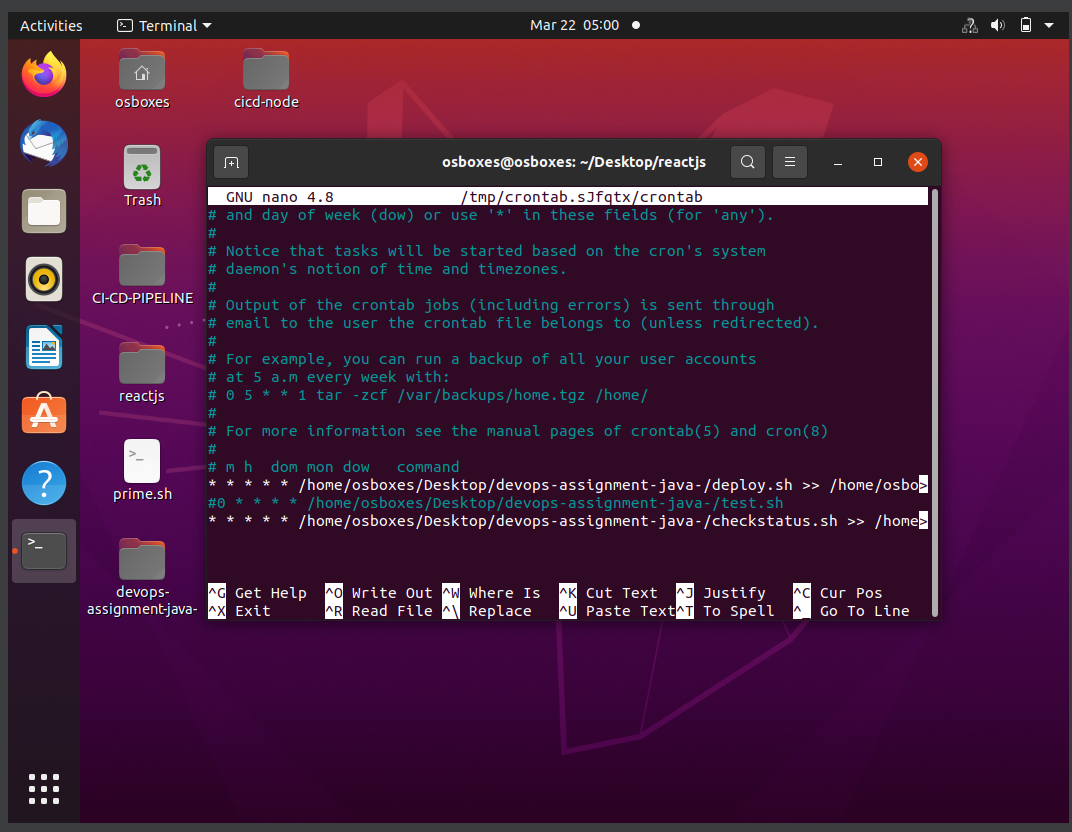 Activities
Terminal
Mar 22 05:00
osboxes
cicd-node
Trash
CI-CD-PIPELINE
reactjs
>_
prime.sh
?
>_
devops-
assignment-java-
osboxes@osboxes: ~/Desktop/reactjs
GNU nano 4.8 /tmp/crontab.sJfqtx/crontab
# and day of week (dow) or use '*' in these fields (for 'any').
#
# Notice that tasks will be started based on the cron's system
# daemon's notion of time and timezones.
#
# Output of the crontab jobs (including errors) is sent through
# email to the user the crontab file belongs to (unless redirected).
#
# For example, you can run a backup of all your user accounts
# at 5 a.m every week with:
# 0 5 * * 1 tar -zcf /var/backups/home.tgz /home/
#
# For more information see the manual pages of crontab(5) and cron(8)
#
# m h  dom mon dow   command
* * * * * /home/osboxes/Desktop/devops-assignment-java-/deploy.sh >> /home/osbo>
#0 * * * * /home/osboxes/Desktop/devops-assignment-java-/test.sh
* * * * * /home/osboxes/Desktop/devops-assignment-java-/checkstatus.sh >> /home>
^G Get Help ^O Write Out ^W Where Is ^K Cut Text ^J Justify ^C Cur Pos
^X Exit ^R Read File ^\ Replace ^U Paste Text ^T To Spell ^_ Go To Line